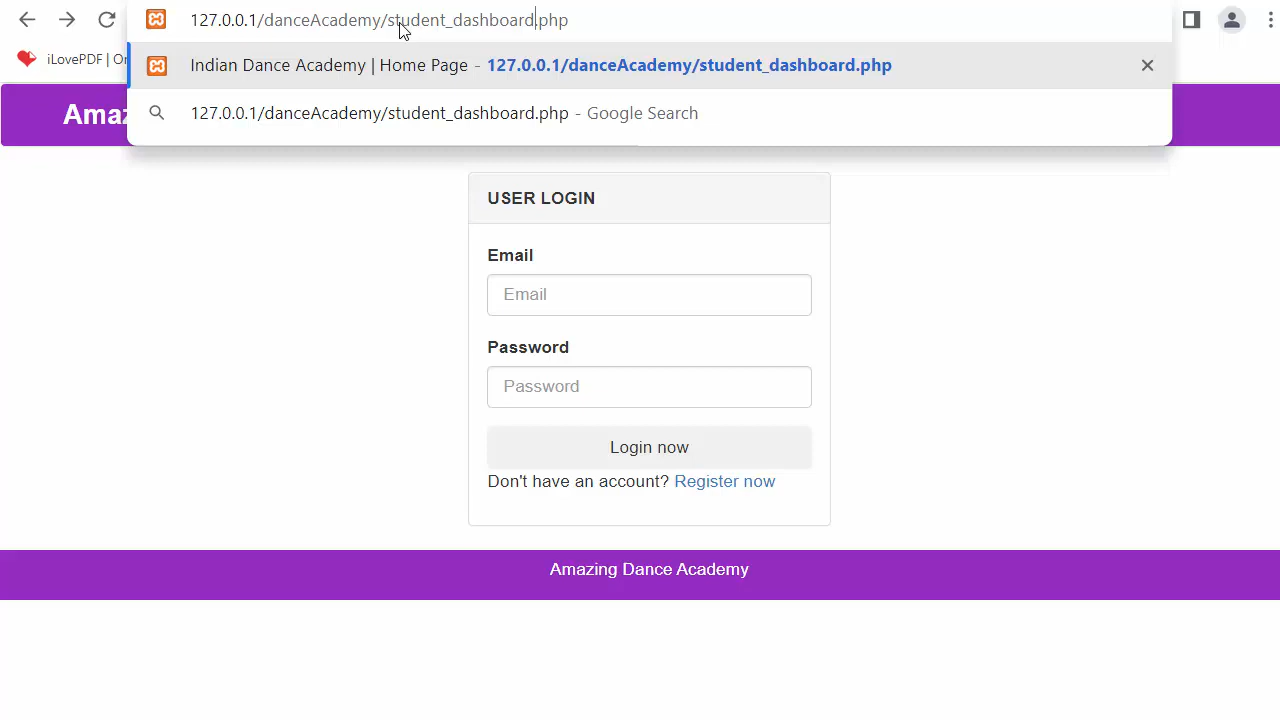 127.0.0.1/danceAcademy/student_dashboard.php
iLovePDF | On
Indian Dance Academy | Home Page - 127.0.0.1/danceAcademy/student_dashboard.php
127.0.0.1/danceAcademy/student_dashboard.php - Google Search
Amaz
USER LOGIN
Email
Email
Password
Password
Login now
Don't have an account? Register now
Amazing Dance Academy